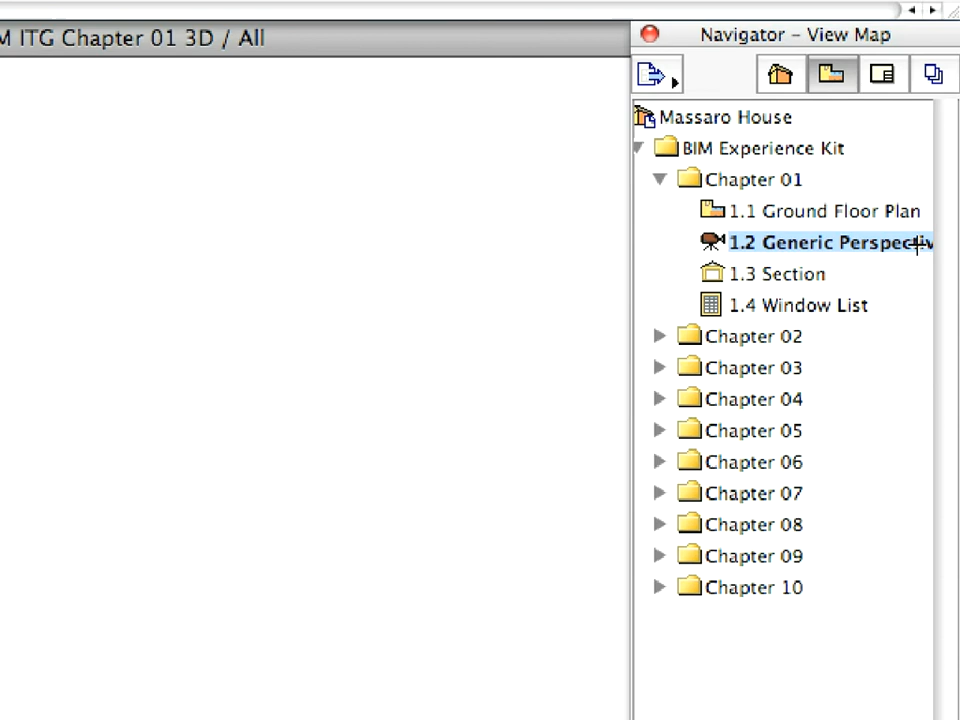 M ITG Chapter 01 3D / All
Navigator - View Map
Massaro House
BIM Experience Kit
Chapter 01
1.1 Ground Floor Plan
1.2 Generic Perspectiv
1.3 Section
1.4 Window List
Chapter 02
Chapter 03
Chapter 04
Chapter 05
Chapter 06
Chapter 07
Chapter 08
Chapter 09
Chapter 10